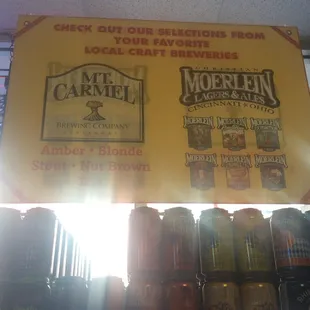 CHECK OUT OUR SELECTIONS FROM
YOUR FAVORITE
LOCAL CRAFT BREWERIES
MT.
CARMEL
BREWING COMPANY
Amber • Blonde
Stout • Nut Brown
CHRISTIAN
MOERLEIN
LAGERS & ALES
CINCINNATI OHIO